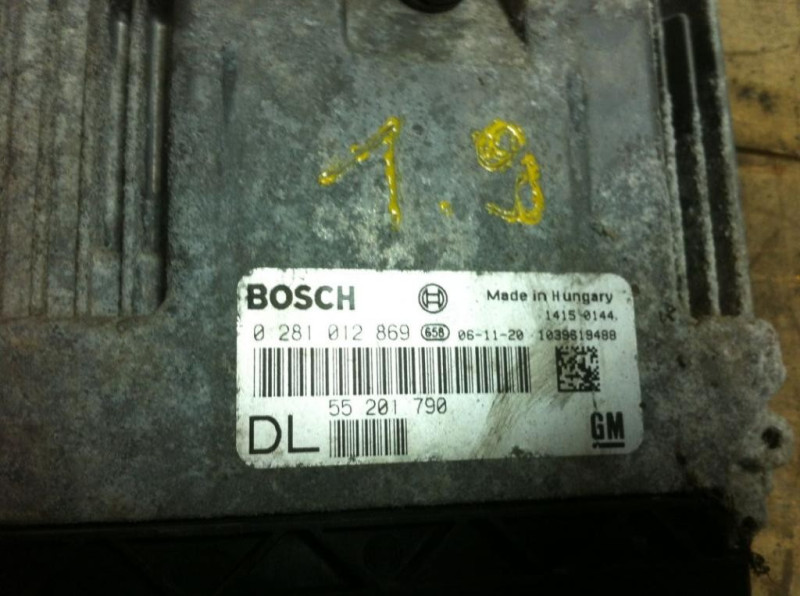 1.9
BOSCH Made in Hungary
1415-0144.
0 281 012 869 658 06-11-20 1039S19488
55 201 790
DL GM